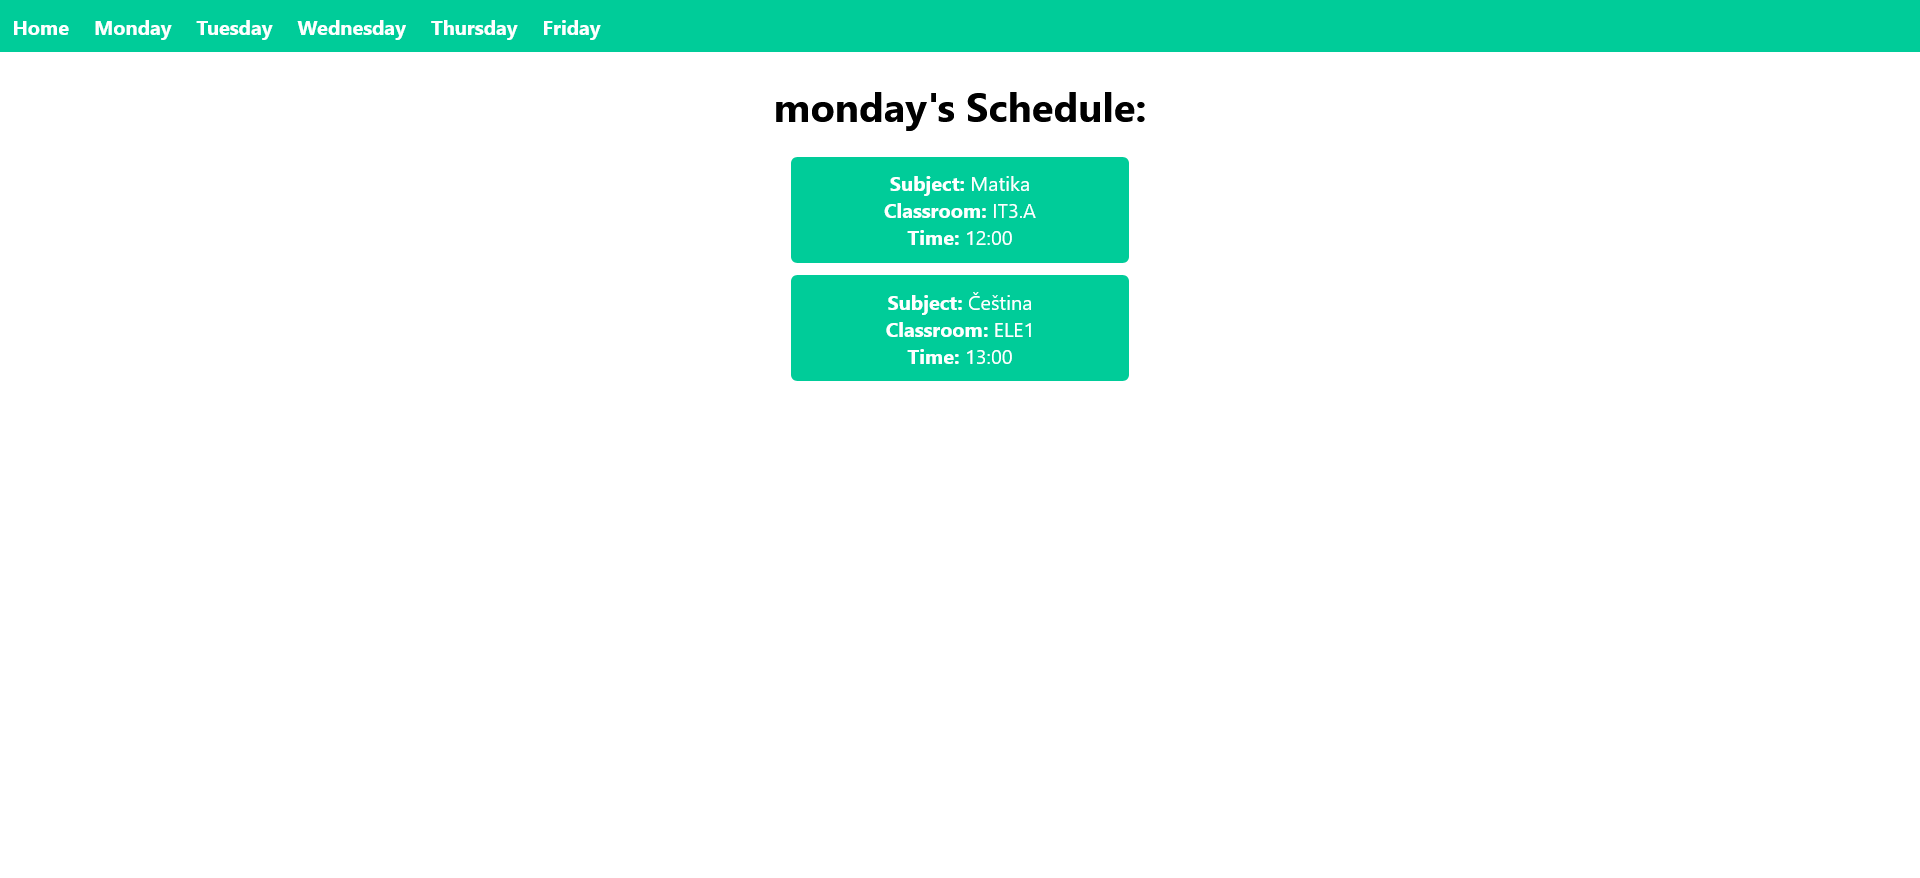 Home Monday Tuesday Wednesday Thursday Friday
monday's Schedule:
Subject: Matika
Classroom: IT3.A
Time: 12:00
Subject: Čeština
Classroom: ELE1
Time: 13:00